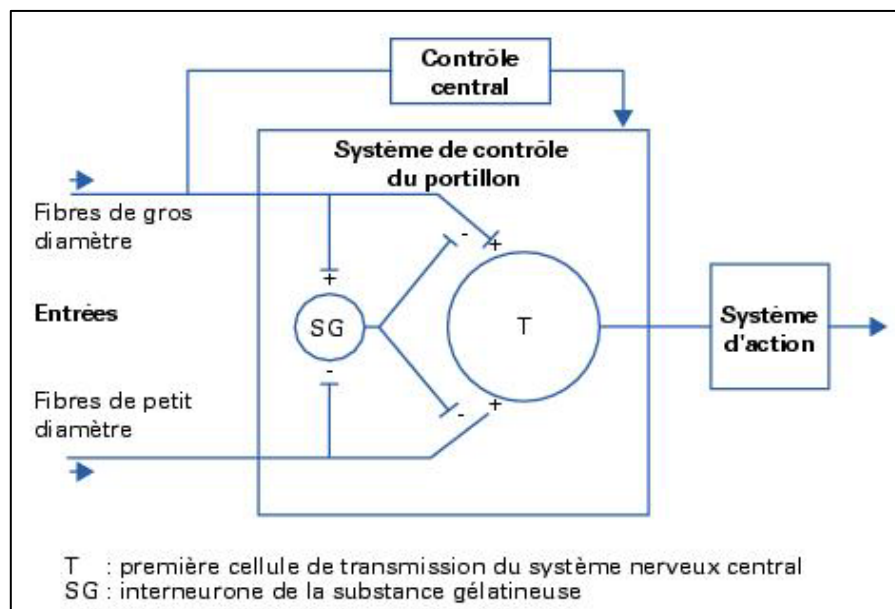 Contrôle
central
Système de contrôle
du portillon
Fibres de gros
diamètre
-
+
+
Entrées
SG
T
Système
d'action
-
Fibres de petit
diamètre
+
-
T : première cellule de transmission du système nerveux central
SG : interneurone de la substance gélatineuse